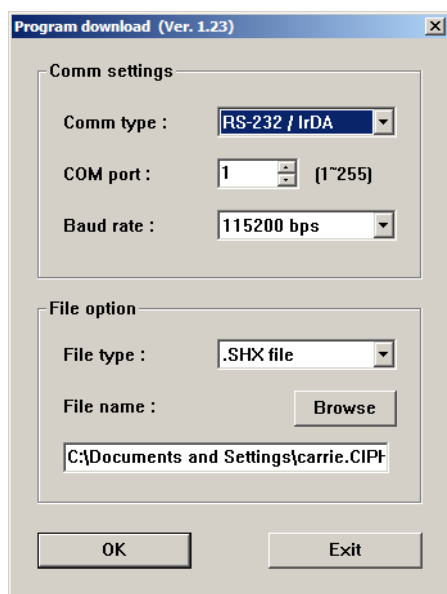 Program download (Ver. 1.23)
Comm settings
Comm type : RS-232 / IrDA
COM port : 1 (1~255)
Baud rate : 115200 bps
File option
File type : .SHX file
File name : Browse
C:\Documents and Settings\carrie.CIPH
OK Exit